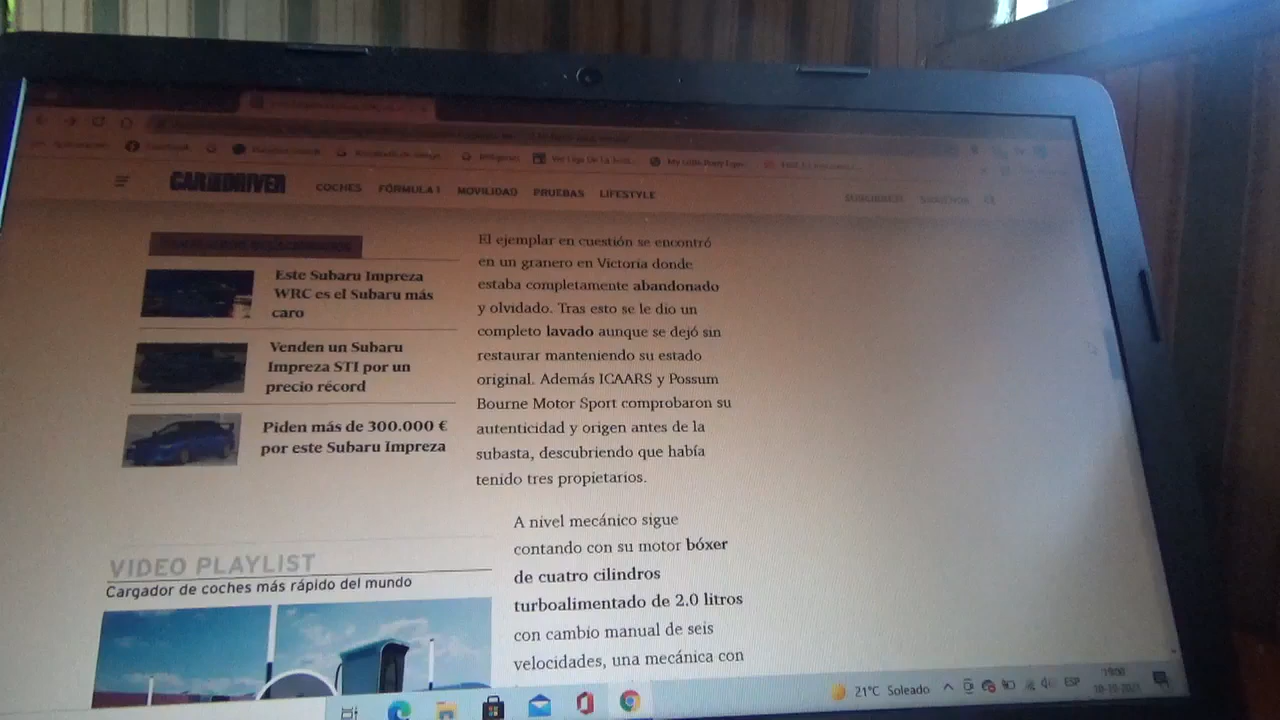 Facebook
CAR AND DRIVER
COCHES FÓRMULA 1 MOVILIDAD PRUEBAS LIFESTYLE
Este Subaru Impreza
WRC es el Subaru más
caro
Venden un Subaru
Impreza STI por un
precio récord
Piden más de 300.000 €
por este Subaru Impreza
VIDEO PLAYLIST
Cargador de coches más rápido del mundo
El ejemplar en cuestión se encontró
en un granero en Victoria donde
estaba completamente abandonado
y olvidado. Tras esto se le dio un
completo lavado aunque se dejó sin
restaurar manteniendo su estado
original. Además ICAARS y Possum
Bourne Motor Sport comprobaron su
autenticidad y origen antes de la
subasta, descubriendo que había
tenido tres propietarios.
A nivel mecánico sigue
contando con su motor bóxer
de cuatro cilindros
turboalimentado de 2.0 litros
con cambio manual de seis
velocidades, una mecánica con
21°C Soleado
ESP